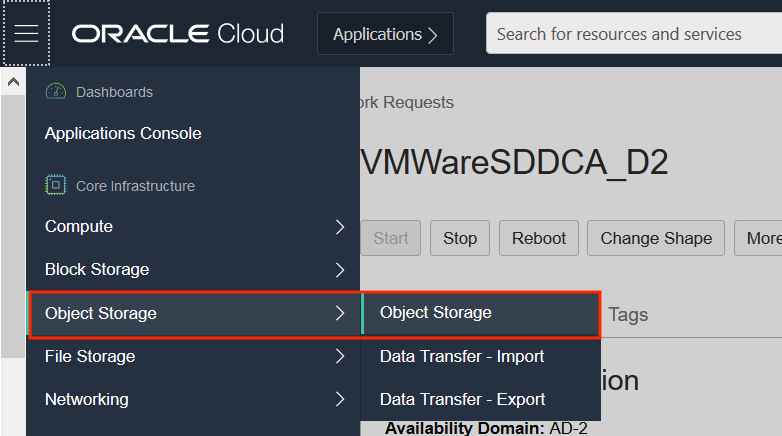 ORACLE Cloud
Applications
Search for resources and services
Dashboards
Applications Console
Core Infrastructure
Compute
Block Storage
Object Storage
File Storage
Networking
Object Storage
Data Transfer - Import
Data Transfer - Export
Requests
VMWareSDDCA_D2
Start Stop Reboot Change Shape More
Tags
Availability Domain: AD-2